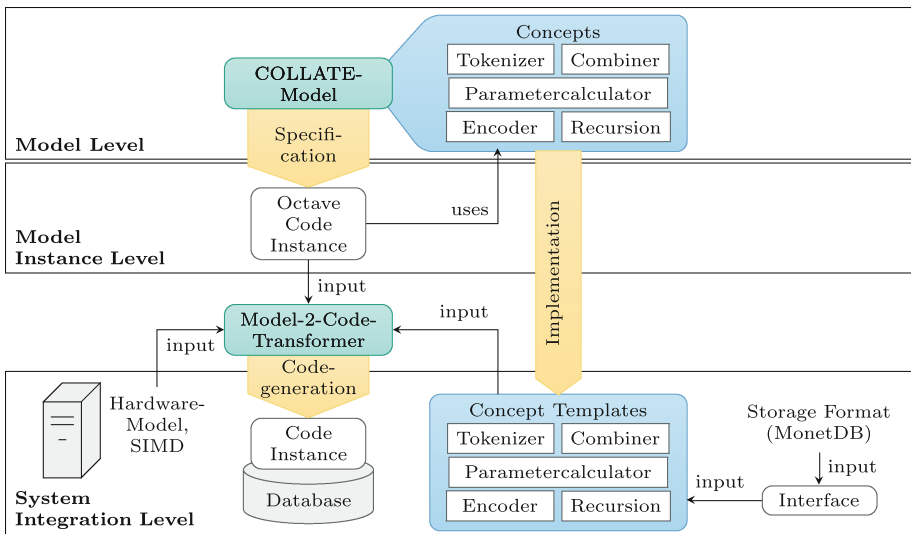 Concepts
Tokenizer
Combiner
Parametercalculator
Encoder
Recursion
COLLATE-
Model
Specifi-
cation
Model Level
Octave
Code
Instance
uses
Model
Instance Level
Implementation
input
Model-2-Code-
Transformer
input
input
Code-
generation
Hardware-
Model,
SIMD
Code
Instance
Database
System
Integration Level
Concept Templates
Tokenizer
Combiner
Parametercalculator
Encoder
Recursion
Storage Format
(MonetDB)
input
input
Interface